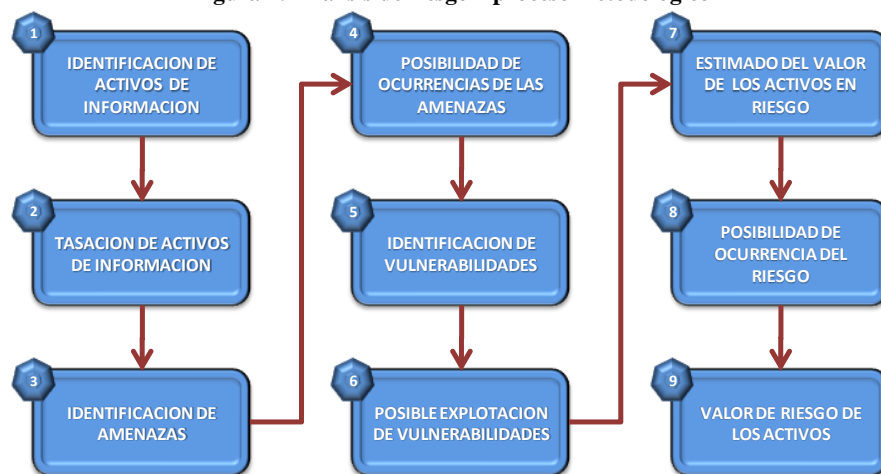 1
IDENTIFICACION DE
ACTIVOS DE
INFORMACION
2
TASACION DE ACTIVOS
DE INFORMACION
3
IDENTIFICACION DE
AMENAZAS
4
POSIBILIDAD DE
OCURRENCIAS DE LAS
AMENAZAS
5
IDENTIFICACION DE
VULNERABILIDADES
6
POSIBLE EXPLOTACION
DE VULNERABILIDADES
7
ESTIMADO DEL VALOR
DE LOS ACTIVOS EN
RIESGO
8
POSIBILIDAD DE
OCURRENCIA DEL
RIESGO
9
VALOR DE RIESGO DE
LOS ACTIVOS